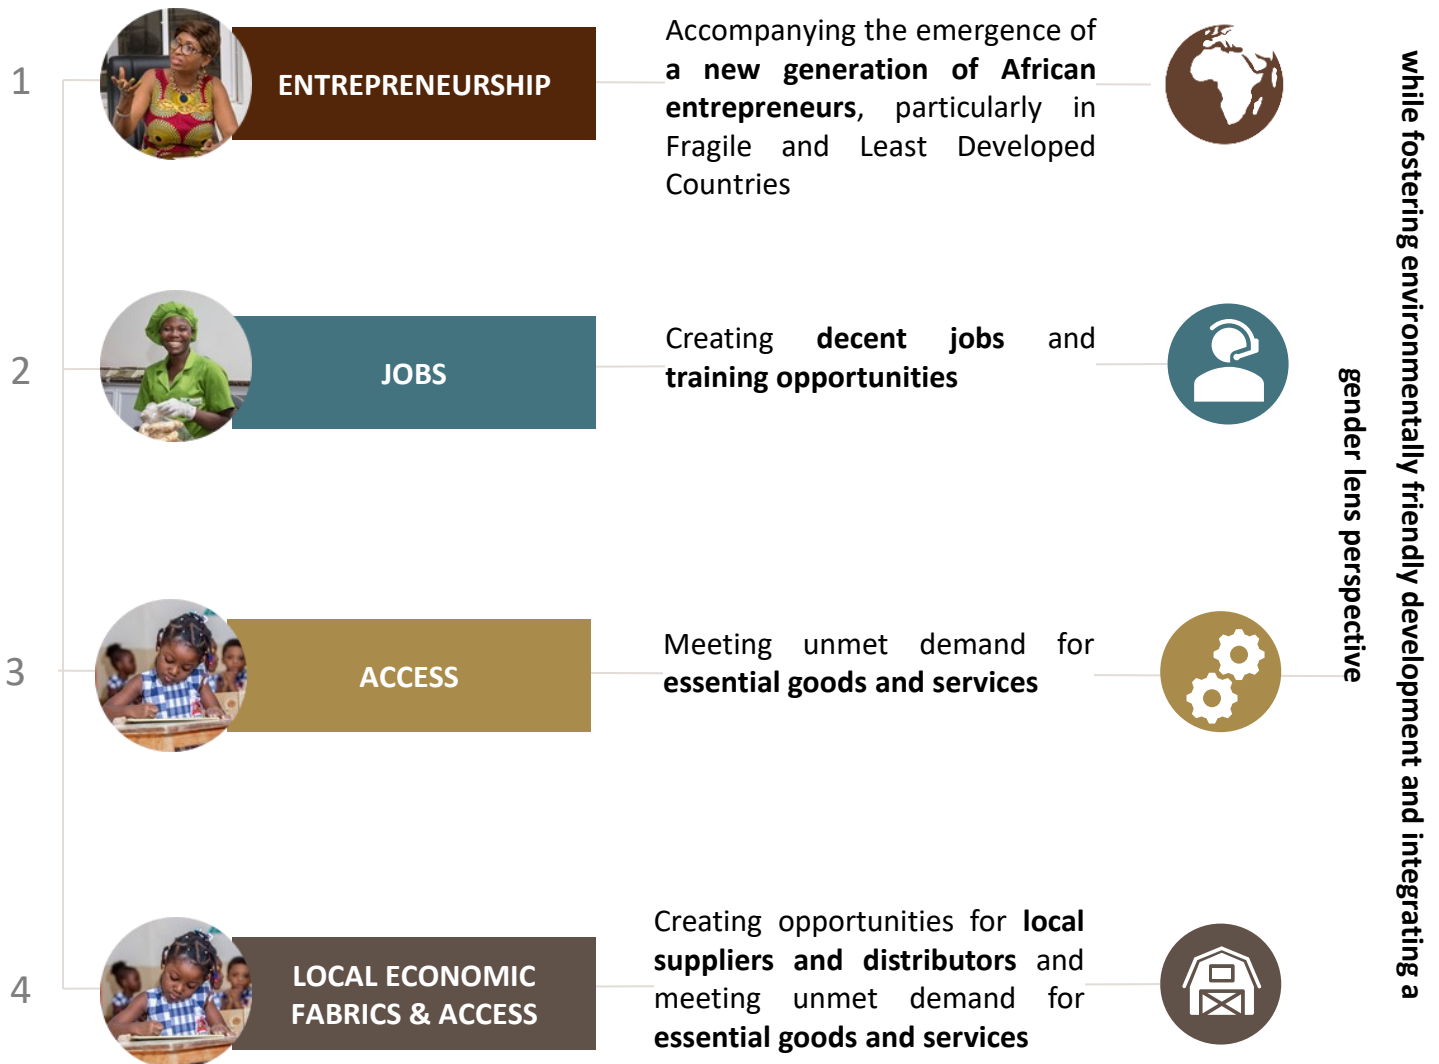 1
ENTREPRENEURSHIP
Accompanying the emergence of
a new generation of African
entrepreneurs, particularly in
Fragile and Least Developed
Countries
2
JOBS
Creating decent jobs and
training opportunities
3
ACCESS
Meeting unmet demand for
essential goods and services
4
LOCAL ECONOMIC
FABRICS & ACCESS
Creating opportunities for local
suppliers and distributors and
meeting unmet demand for
essential goods and services
while fostering environmentally friendly development and integrating a
gender lens perspective